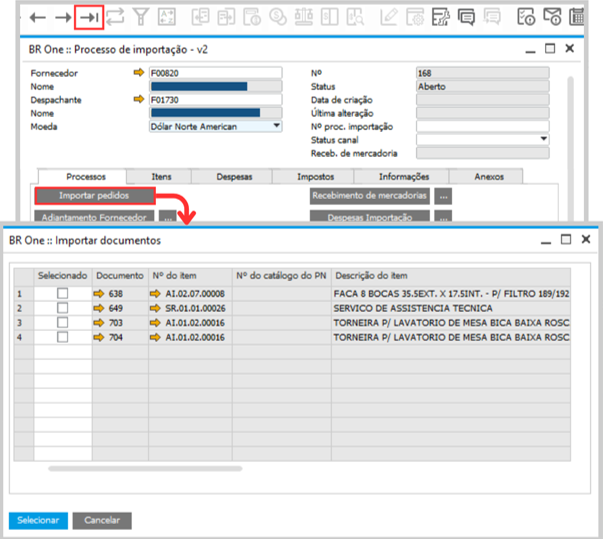 BR One :: Processo de importação - v2
Fornecedor F00820 Nº 168
Nome Status Aberto
Despachante F01730 Data de criação
Nome Última alteração
Moeda Dólar Norte American Nº proc. importação
Status canal
Receb. de mercadoria
Processos Itens Despesas Impostos Informações Anexos
Importar pedidos Recebimento de mercadorias ...
Adiantamento Fornecedor ... Despesas Importação ...
BR One :: Importar documentos
Selecionado Documento Nº do item Nº do catálogo do PN Descrição do item
1 638 AI.02.07.00008 FACA 8 BOCAS 35.5EXT. X 17.5INT. - P/ FILTRO 189/192
2 649 SR.01.01.00026 SERVICO DE ASSISTENCIA TECNICA
3 703 AI.01.02.00016 TORNEIRA P/ LAVATORIO DE MESA BICA BAIXA ROSC
4 704 AI.01.02.00016 TORNEIRA P/ LAVATORIO DE MESA BICA BAIXA ROSC
Selecionar Cancelar